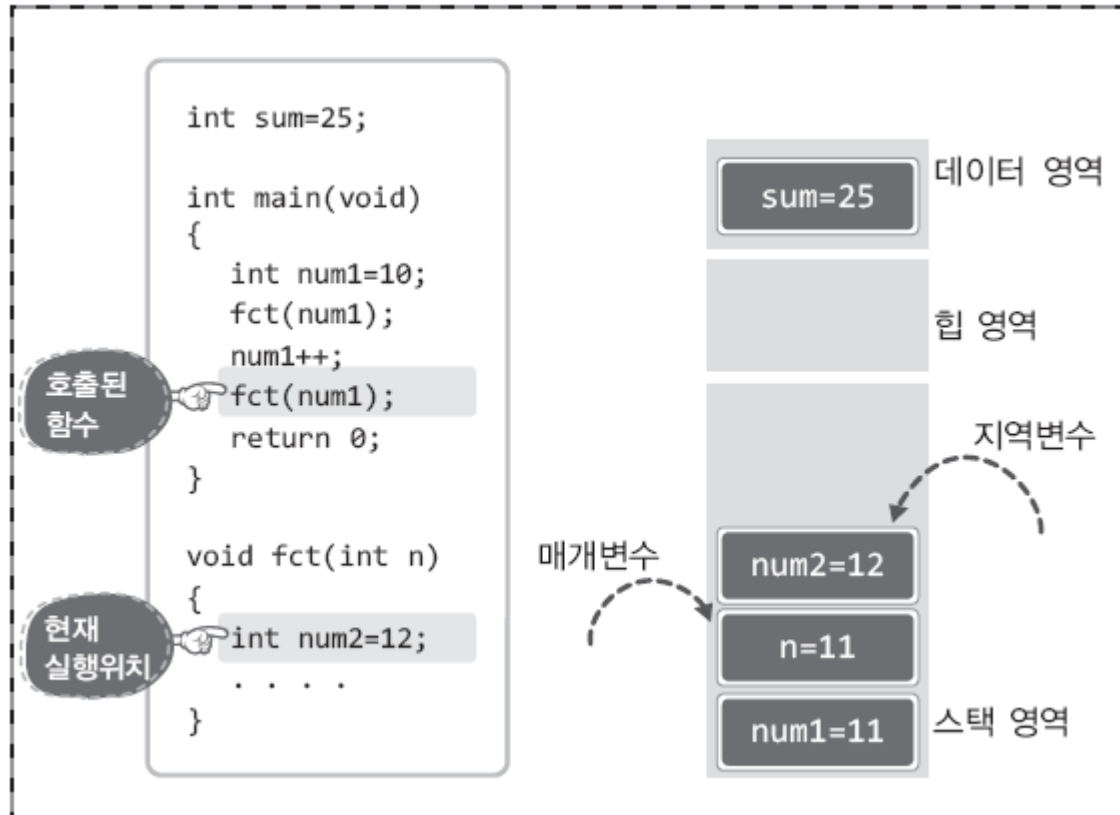 int sum=25;
int main(void)
{
int num1=10;
fct(num1);
num1++;
fct(num1);
return 0;
}
void fct(int n)
{
int num2=12;
. . . .
}
호출된
함수
현재
실행위치
sum=25
데이터 영역
힙 영역
지역변수
매개변수
num2=12
n=11
num1=11
스택 영역